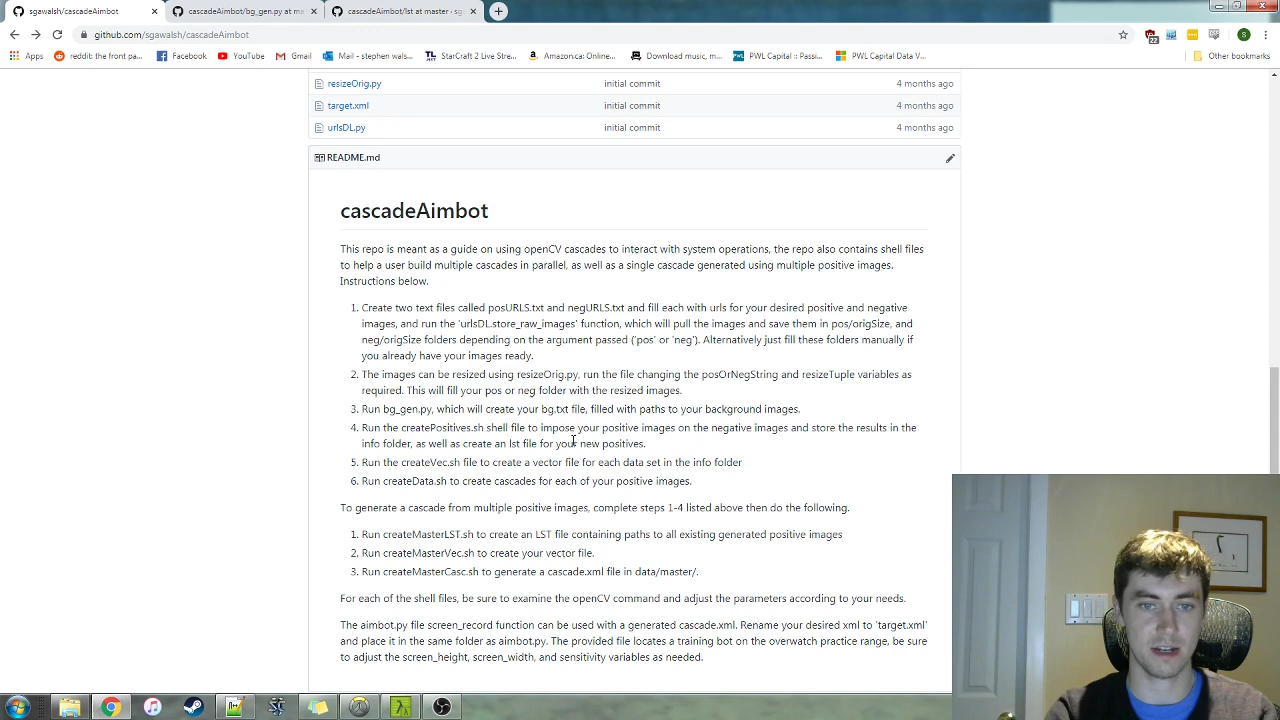 sgawalsh/cascadeAimbot
cascadeAimbot/bg_gen.py at ma
cascadeAimbot/lst at master · sg
github.com/sgawalsh/cascadeAimbot
22
S
Apps
reddit: the front pa...
Facebook
YouTube
Gmail
Mail - stephen wals...
StarCraft 2 Live Stre...
Amazon.ca: Online...
Download music, m...
PWL Capital :: Passi...
PWL Capital Data V...
Other bookmarks
resizeOrig.py initial commit 4 months ago
target.xml initial commit 4 months ago
urlsDL.py initial commit 4 months ago
README.md
cascadeAimbot
This repo is meant as a guide on using openCV cascades to interact with system operations, the repo also contains shell files
to help a user build multiple cascades in parallel, as well as a single cascade generated using multiple positive images.
Instructions below.
1. Create two text files called posURLS.txt and negURLS.txt and fill each with urls for your desired positive and negative
images, and run the 'urlsDL.store_raw_images' function, which will pull the images and save them in pos/origSize, and
neg/origSize folders depending on the argument passed ('pos' or 'neg'). Alternatively just fill these folders manually if
you already have your images ready.
2. The images can be resized using resizeOrig.py, run the file changing the posOrNegString and resizeTuple variables as
required. This will fill your pos or neg folder with the resized images.
3. Run bg_gen.py, which will create your bg.txt file, filled with paths to your background images.
4. Run the createPositives.sh shell file to impose your positive images on the negative images and store the results in the
info folder, as well as create an lst file for your new positives.
5. Run the createVec.sh file to create a vector file for each data set in the info folder
6. Run createData.sh to create cascades for each of your positive images.
To generate a cascade from multiple positive images, complete steps 1-4 listed above then do the following.
1. Run createMasterLST.sh to create an LST file containing paths to all existing generated positive images
2. Run createMasterVec.sh to create your vector file.
3. Run createMasterCasc.sh to generate a cascade.xml file in data/master/.
For each of the shell files, be sure to examine the openCV command and adjust the parameters according to your needs.
The aimbot.py file screen_record function can be used with a generated cascade.xml. Rename your desired xml to 'target.xml'
and place it in the same folder as aimbot.py. The provided file locates a training bot on the overwatch practice range, be sure
to adjust the screen_height, screen_width, and sensitivity variables as needed.